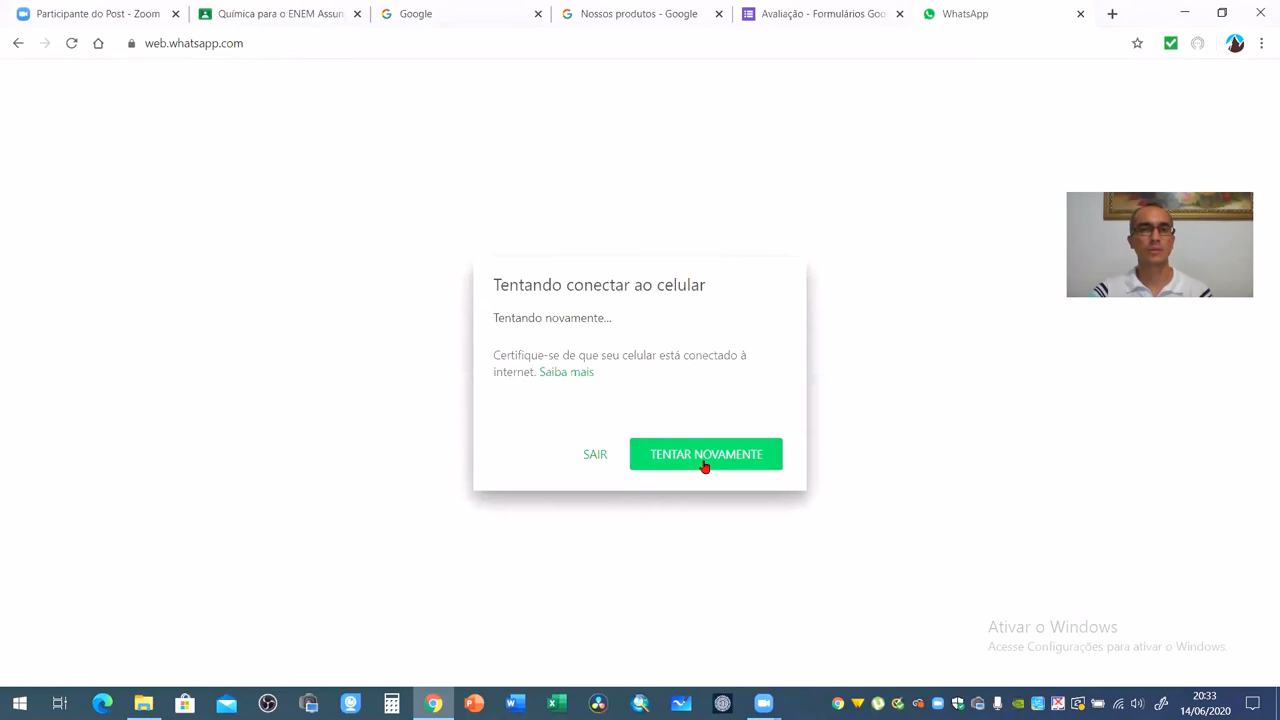 Participante do Post - Zoom
Química para o ENEM Assun
Google
Nossos produtos - Google
Avaliação - Formulários Goo
WhatsApp
web.whatsapp.com
Tentando conectar ao celular
Tentando novamente...
Certifique-se de que seu celular está conectado à
internet. Saiba mais
SAIR
TENTAR NOVAMENTE
Ativar o Windows
Acesse Configurações para ativar o Windows.
20:33
14/06/2020